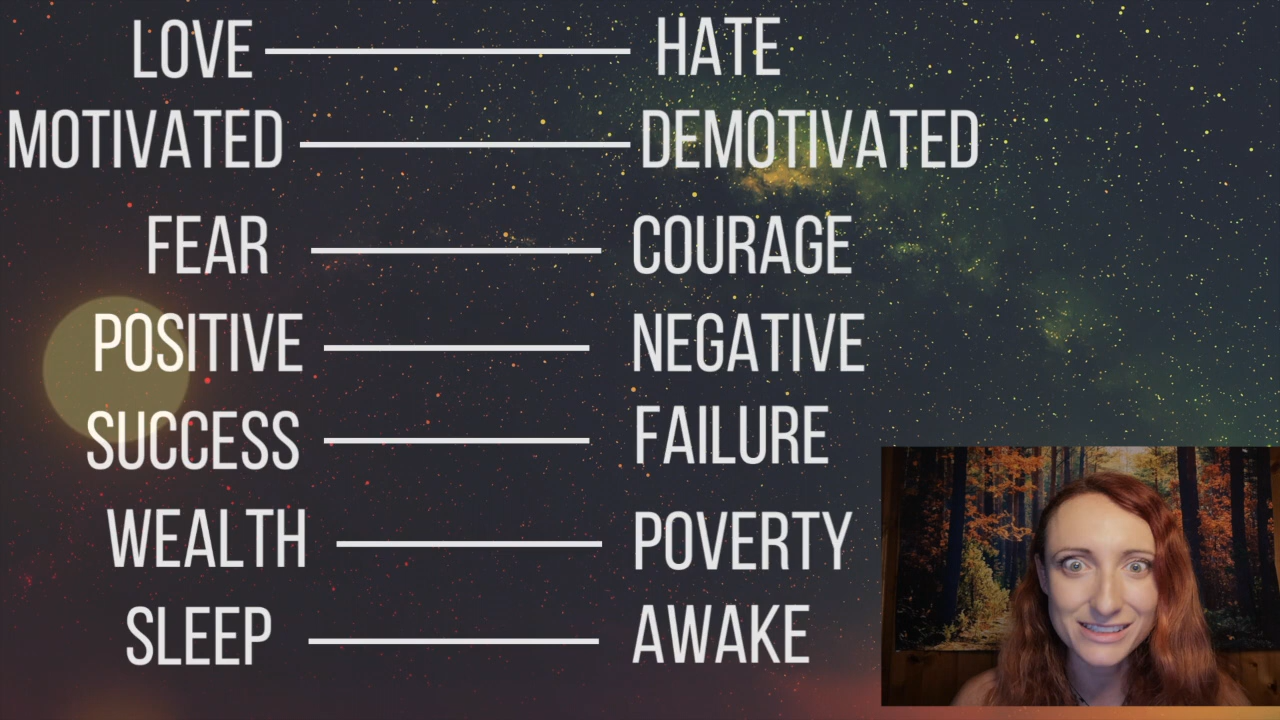 LOVE HATE
MOTIVATED DEMOTIVATED
FEAR COURAGE
POSITIVE NEGATIVE
SUCCESS FAILURE
WEALTH POVERTY
SLEEP AWAKE